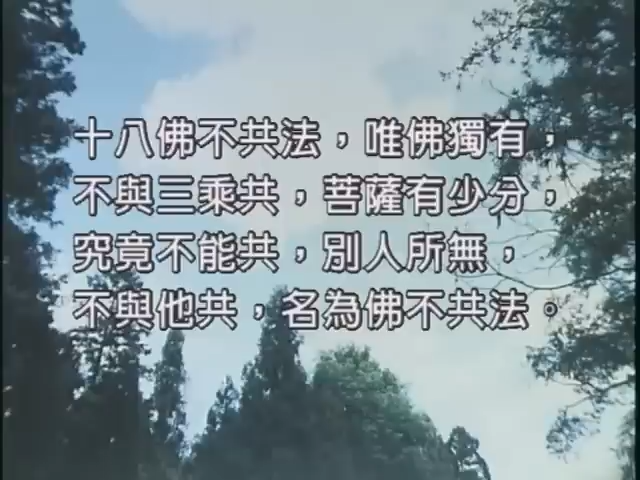 十八佛不共法，唯佛獨有，
不與三乘共，菩薩有少分，
究竟不能共，別人所無，
不與他共，名為佛不共法。